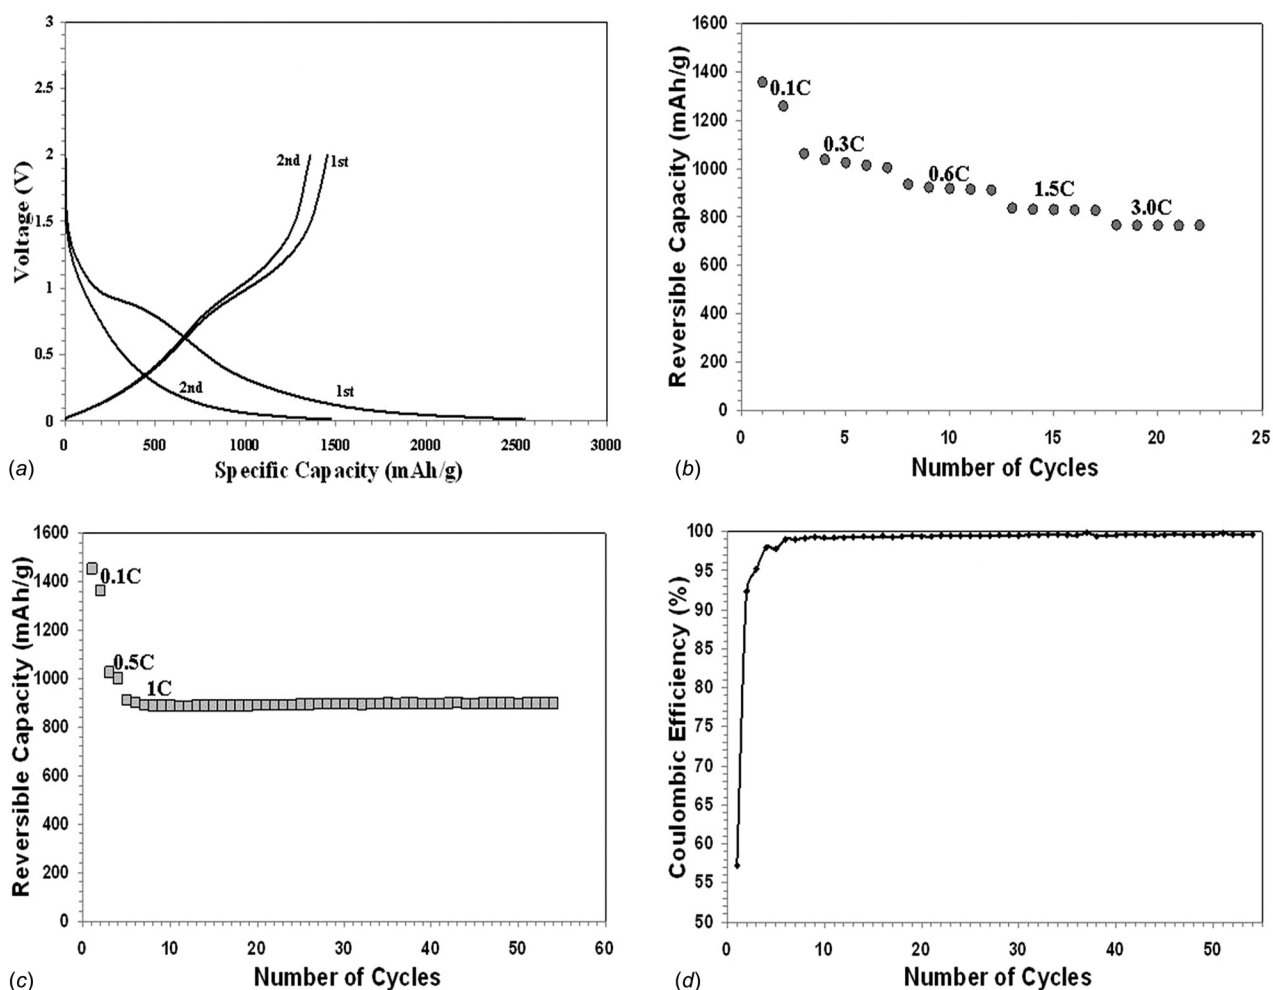 3
2.5
2
1.5
1
0.5
0
Voltage (V)
2nd
1st
2nd
1st
0
500
1000
1500
2000
2500
3000
Specific Capacity (mAh/g)
(a)
1600
1400
1200
1000
800
600
400
200
0
Reversible Capacity (mAh/g)
0.1C
0.3C
0.6C
1.5C
3.0C
0
5
10
15
20
25
Number of Cycles
(b)
1600
1400
1200
1000
800
600
400
200
0
Reversible Capacity (mAh/g)
0.1C
0.5C
1C
0
10
20
30
40
50
60
Number of Cycles
(c)
100
95
90
85
80
75
70
65
60
55
50
Coulombic Efficiency (%)
0
10
20
30
40
50
Number of Cycles
(d)